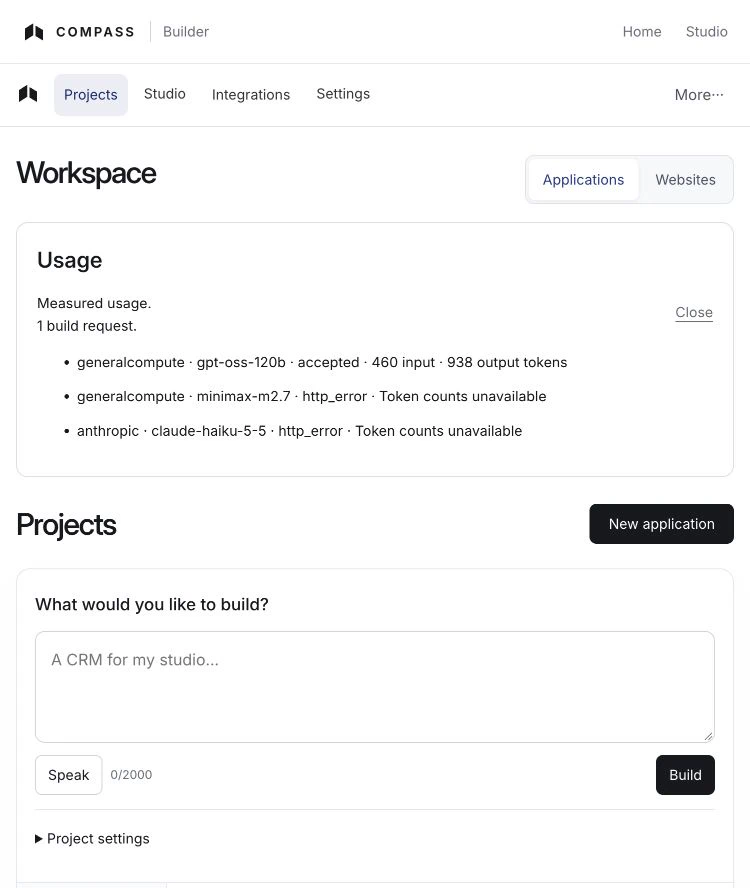 COMPASS Builder Home Studio
Projects Studio Integrations Settings More···
Workspace
Applications Websites
Usage
Measured usage.
1 build request.
Close
• generalcompute · gpt-oss-120b · accepted · 460 input · 938 output tokens
• generalcompute · minimax-m2.7 · http_error · Token counts unavailable
• anthropic · claude-haiku-5-5 · http_error · Token counts unavailable
Projects
New application
What would you like to build?
A CRM for my studio...
Speak 0/2000 Build
Project settings